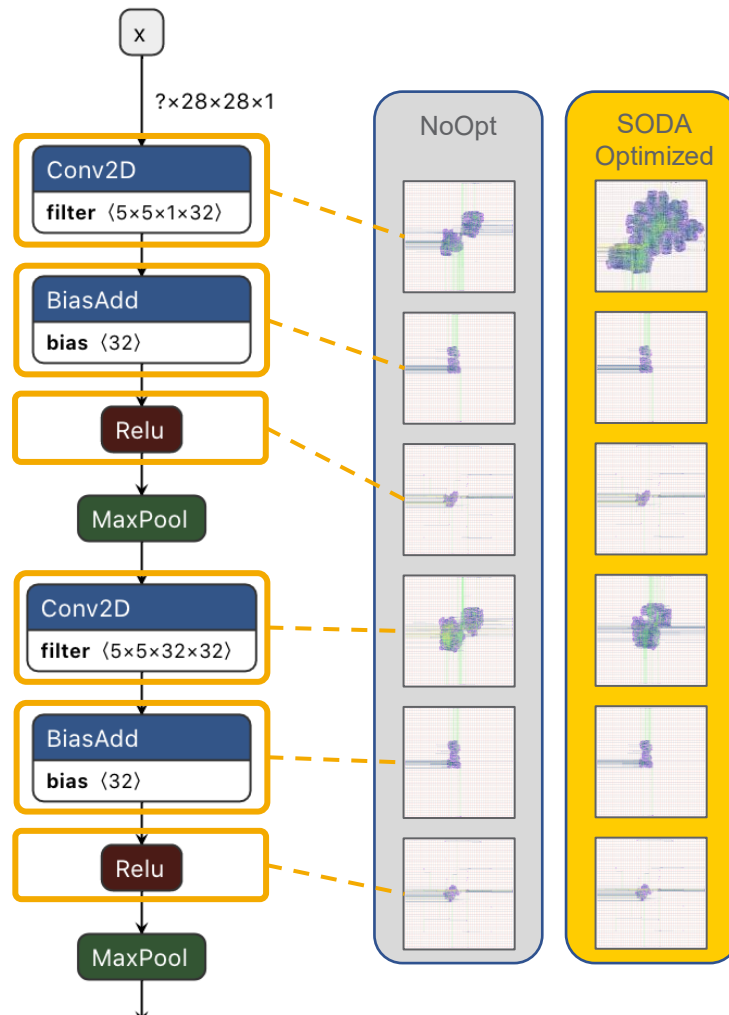 x
?×28×28×1
Conv2D
filter ⟨5×5×1×32⟩
BiasAdd
bias ⟨32⟩
Relu
MaxPool
Conv2D
filter ⟨5×5×32×32⟩
BiasAdd
bias ⟨32⟩
Relu
MaxPool
NoOpt
SODA
Optimized